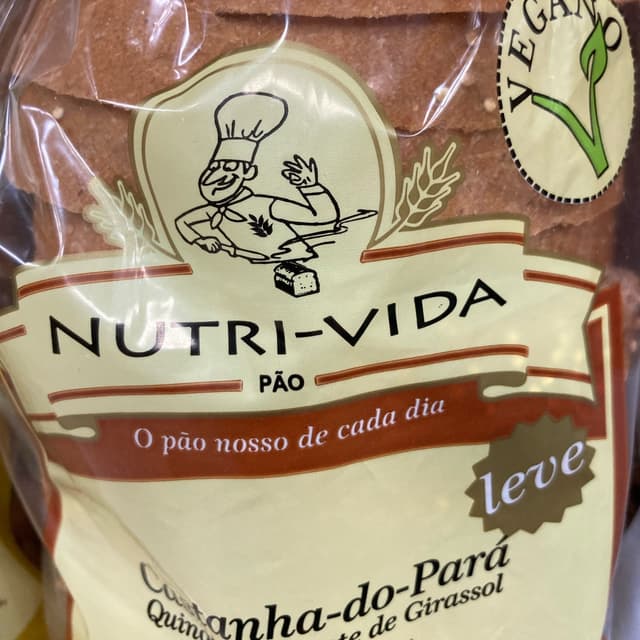 VEGANO
NUTRI-VIDA
PÃO
O pão nosso de cada dia
leve
Castanha-do-Pará
de Girassol